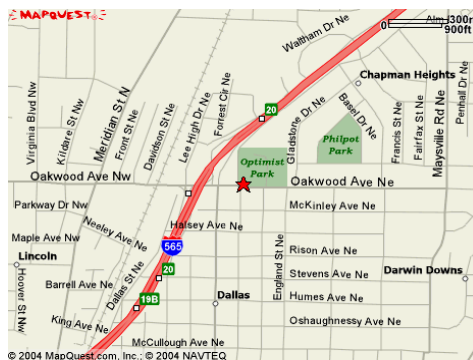 MAPQUEST
Alm
300m
0
900ft
Waltham Dr Ne
Chapman Heights
Virginia Blvd Nw
Kildare St Nw
Meridian St N
Front St Ne
Davidson St Ne
Lee High Dr Ne
Forrest Cir Ne
20
Gladstone Dr Ne
Basel Dr Ne
Philpot
Park
Francis St Ne
Fairfax St Ne
Maysville Rd Ne
Penhall Dr Ne
Optimist
Park
Oakwood Ave Nw
Oakwood Ave Ne
Parkway Dr Nw
McKinley Ave Ne
Neeley Ave Ne
Halsey Ave Ne
Maple Ave Nw
565
Rison Ave Ne
Lincoln
20
Stevens Ave Ne
Darwin Downs
Barrell Ave Ne
Dallas St Ne
19B
Dallas
England St Ne
Humes Ave Ne
Hoover St Nw
King Ave Ne
Oshaughnessy Ave Ne
McCullough Ave Ne
© 2004 MapQuest.com, Inc.; © 2004 NAVTEQ